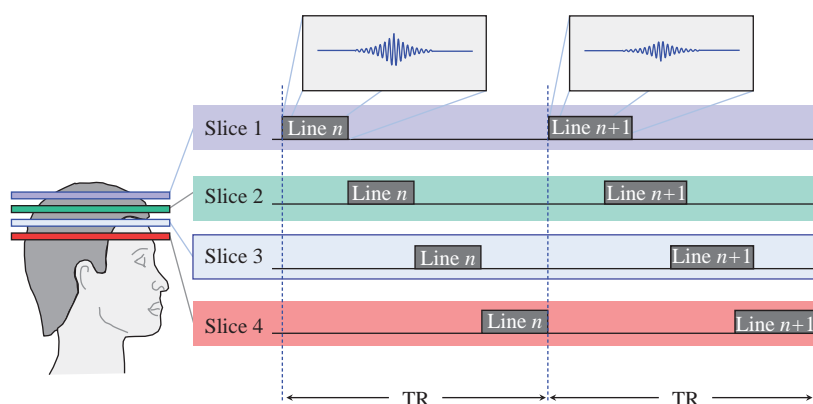 Slice 1 Line n Line n+1
Slice 2 Line n Line n+1
Slice 3 Line n Line n+1
Slice 4 Line n Line n+1
TR TR